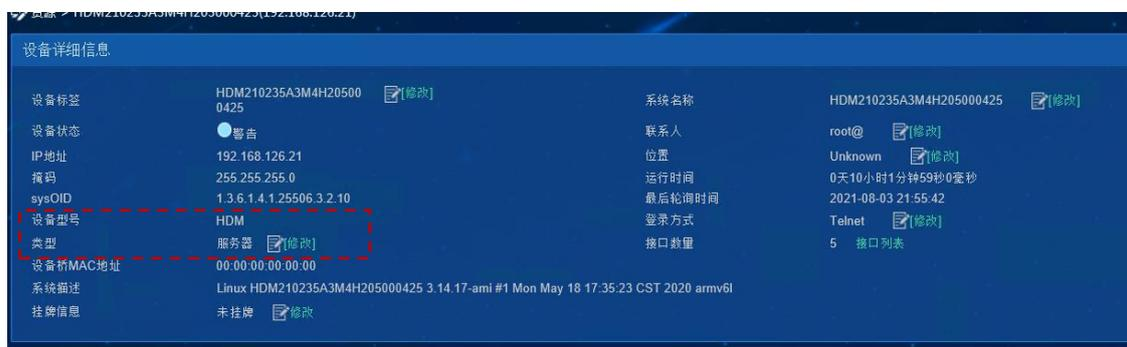 资源 > HDM210235A3M4H205000425(192.168.126.21)
设备详细信息
设备标签 HDM210235A3M4H20500 [修改] 系统名称 HDM210235A3M4H205000425 [修改]
0425
设备状态 警告 联系人 root@ [修改]
IP地址 192.168.126.21 位置 Unknown [修改]
掩码 255.255.255.0 运行时间 0天10小时1分钟59秒0毫秒
sysOID 1.3.6.1.4.1.25506.3.2.10 最后轮询时间 2021-08-03 21:55:42
设备型号 HDM 登录方式 Telnet [修改]
类型 服务器 [修改] 接口数量 5 接口列表
设备桥MAC地址 00:00:00:00:00:00
系统描述 Linux HDM210235A3M4H205000425 3.14.17-ami #1 Mon May 18 17:35:23 CST 2020 armv6l
挂牌信息 未挂牌 修改